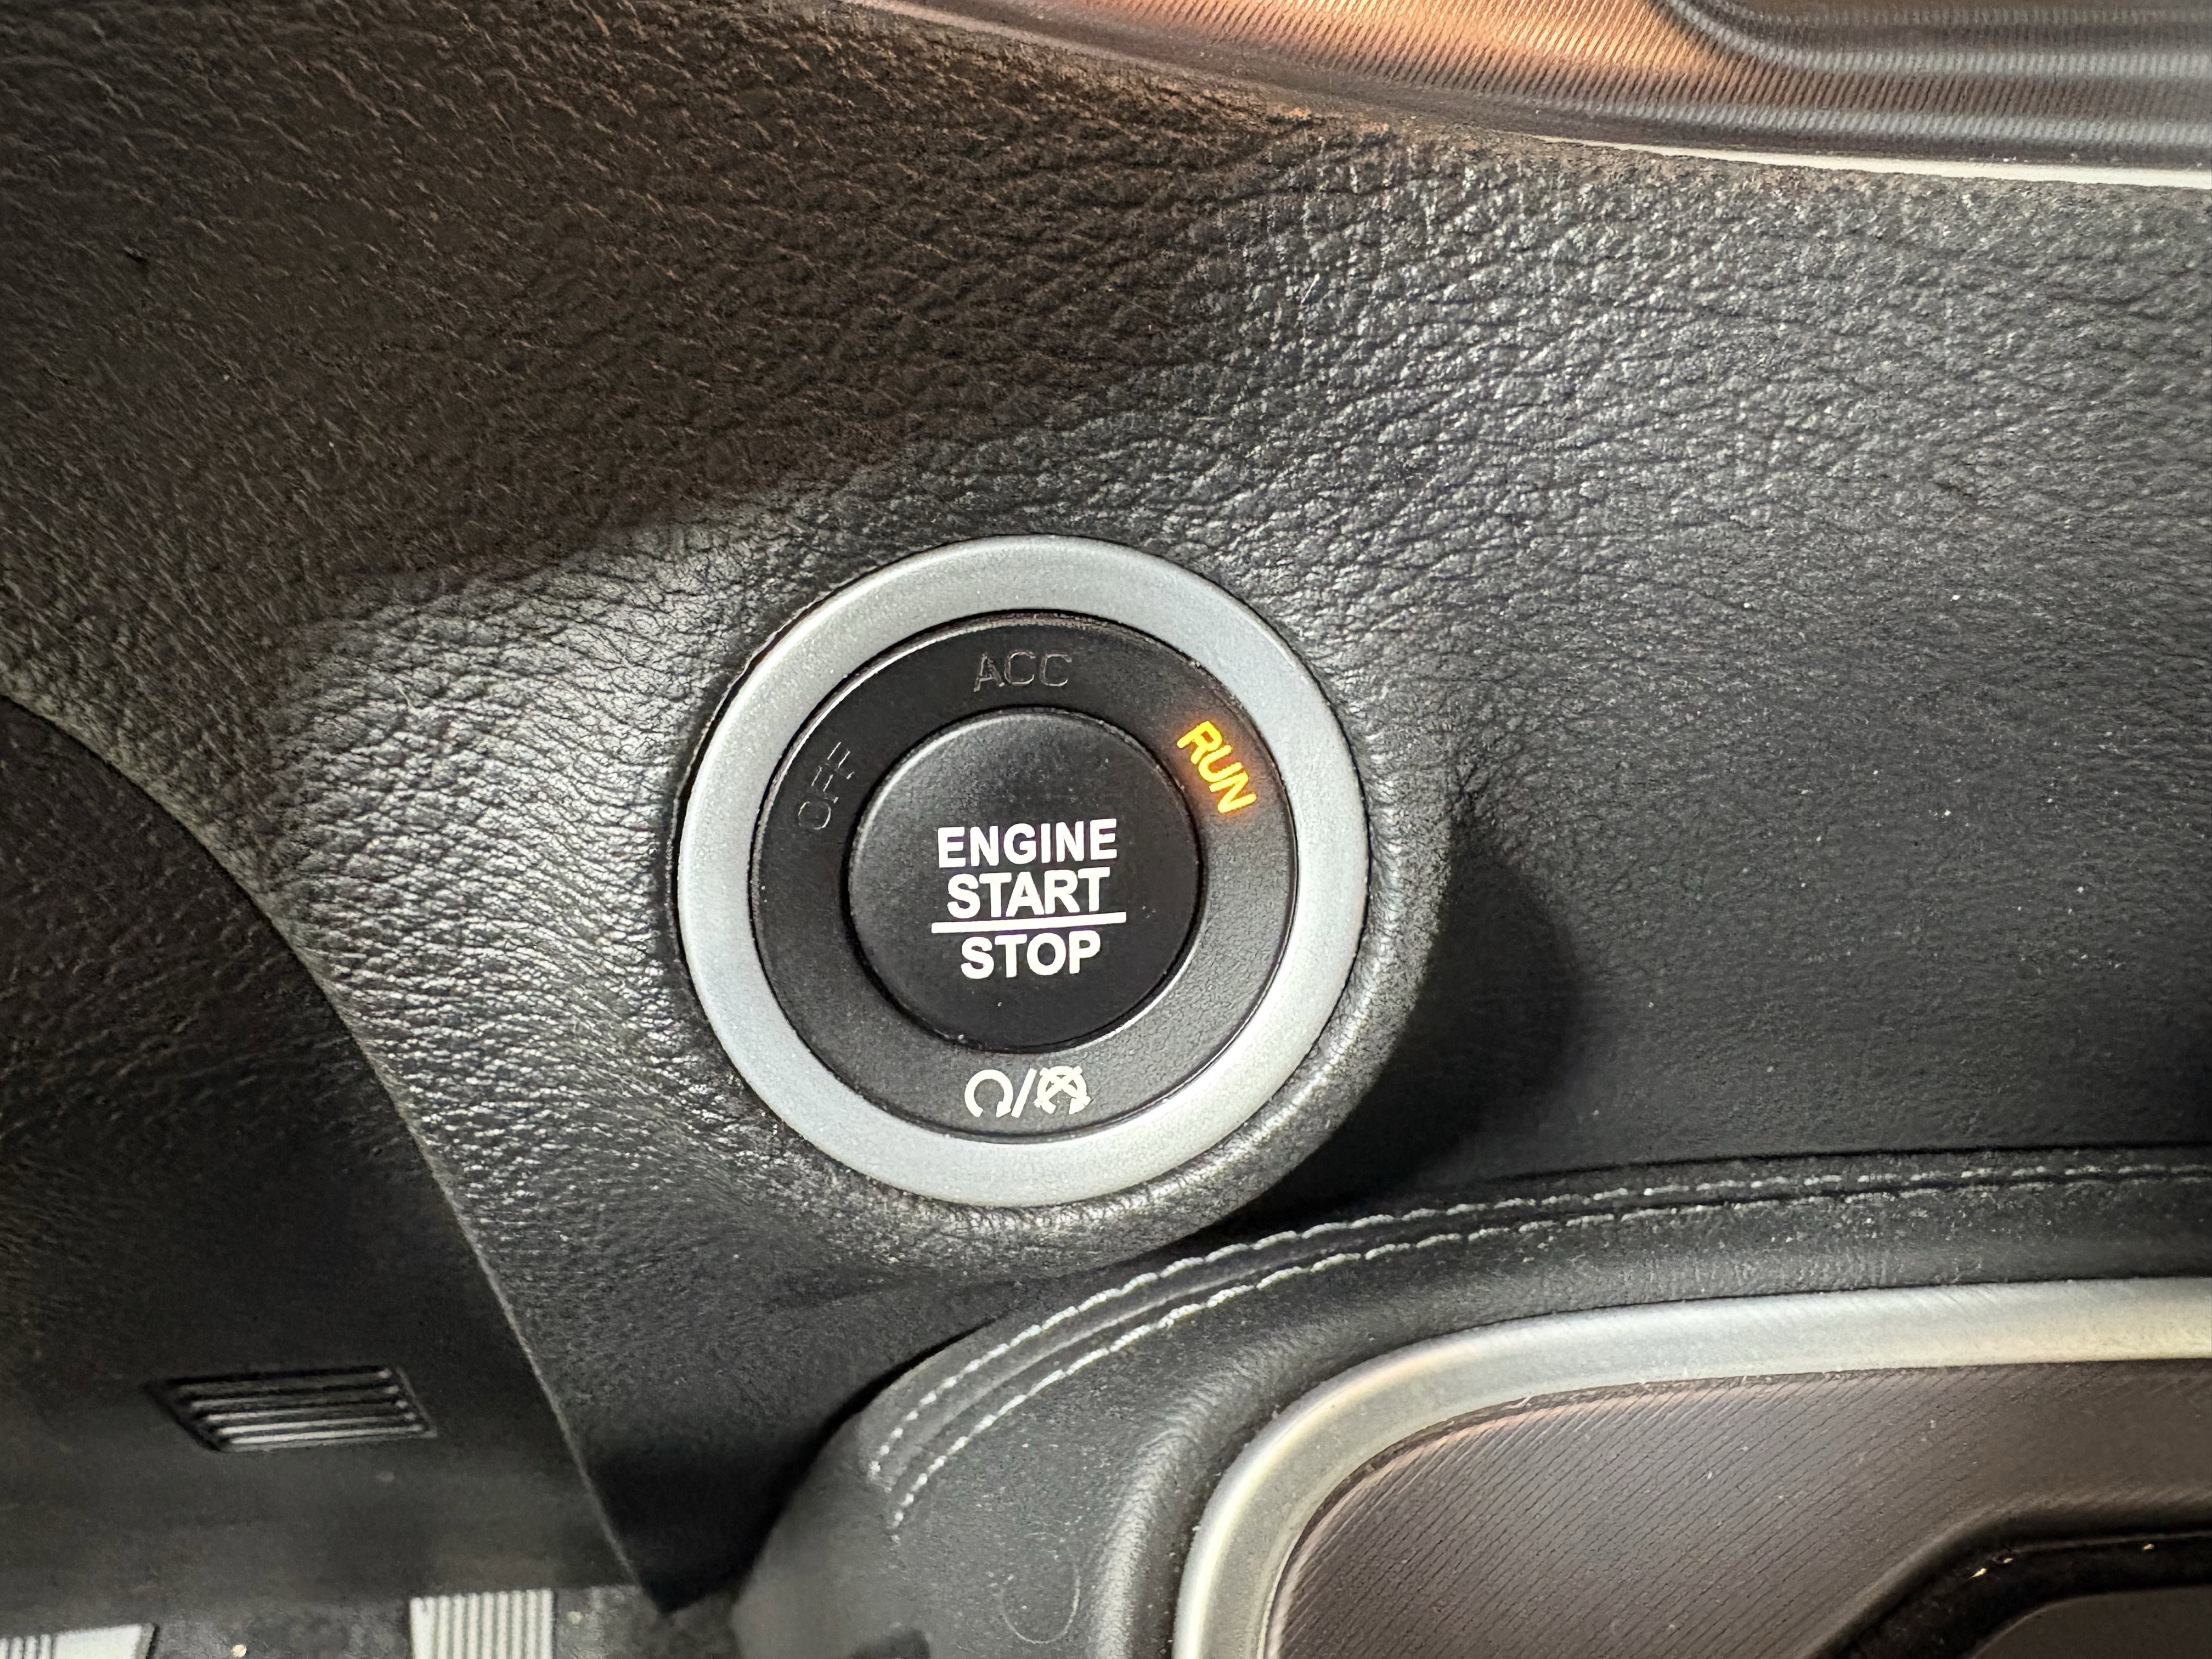 ACC
OFF
RUN
ENGINE
START
STOP